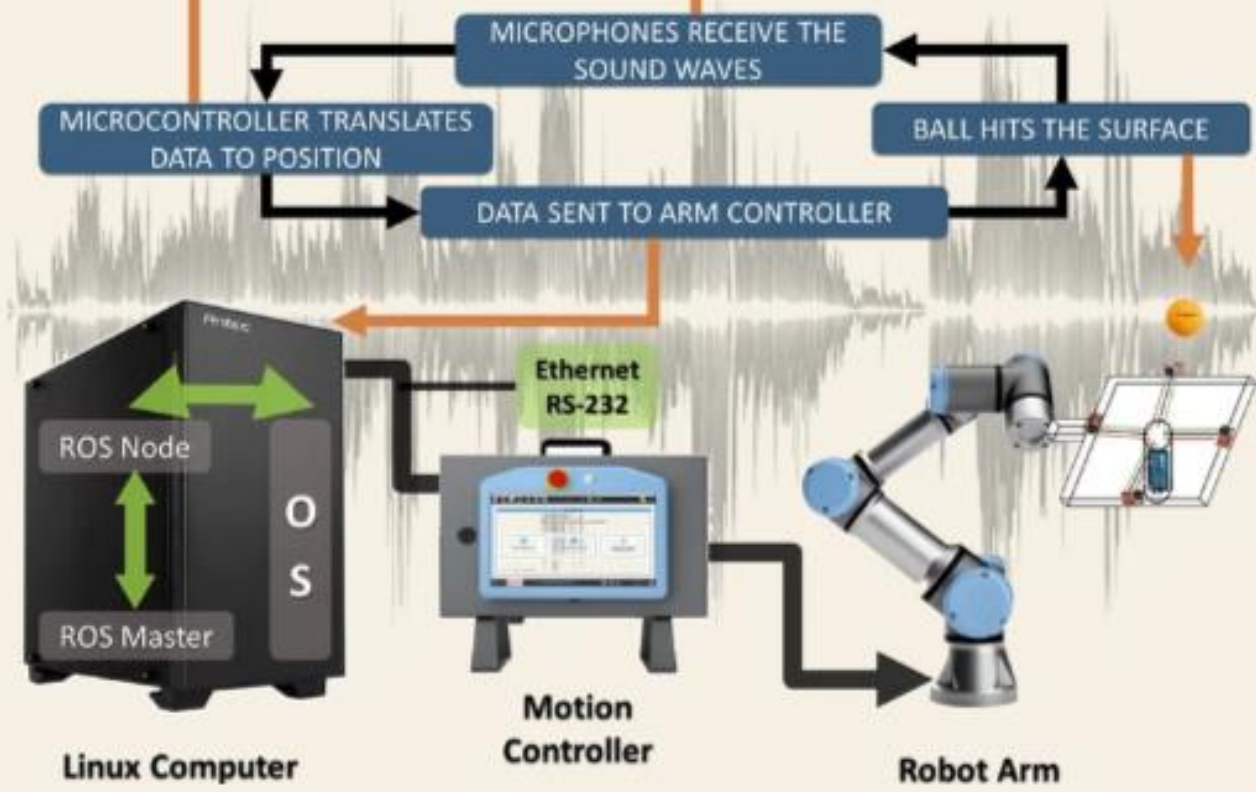 MICROPHONES RECEIVE THE
SOUND WAVES
MICROCONTROLLER TRANSLATES
DATA TO POSITION
BALL HITS THE SURFACE
DATA SENT TO ARM CONTROLLER
Ethernet
RS-232
ROS Node
O
S
ROS Master
Motion
Controller
Linux Computer
Robot Arm